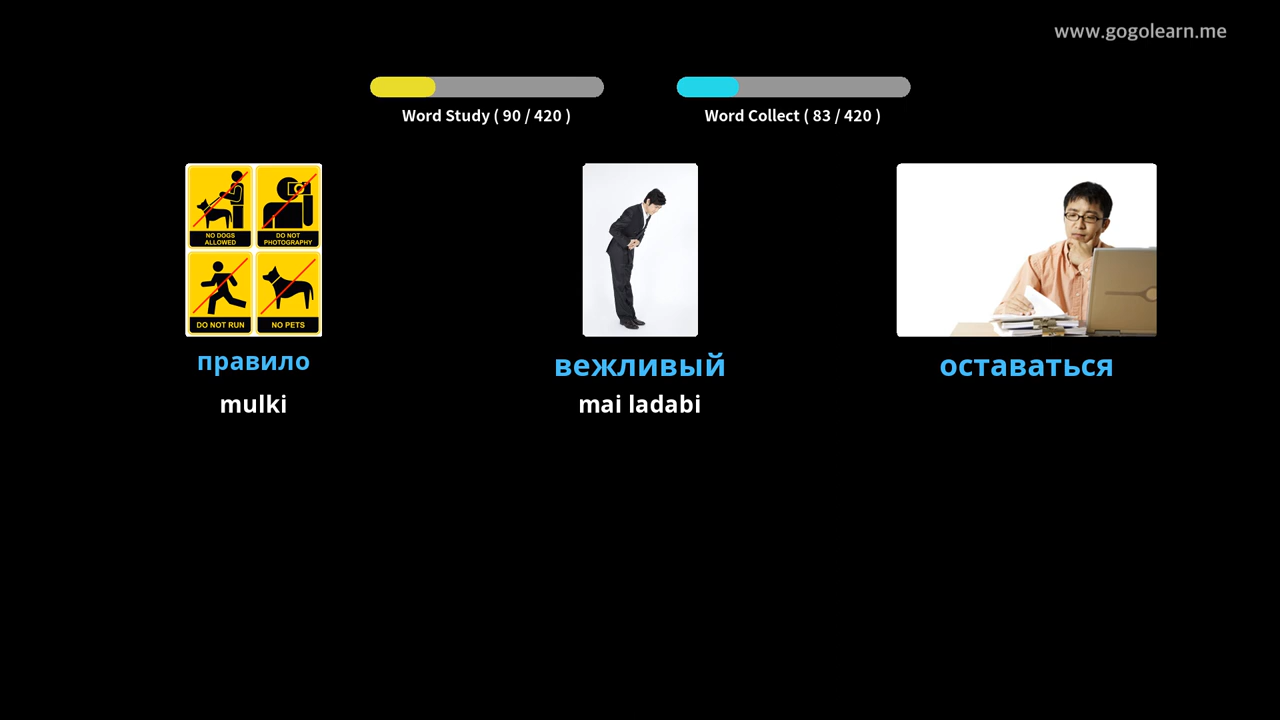 www.gogolearn.me
Word Study ( 90 / 420 )
Word Collect ( 83 / 420 )
NO DOGS
ALLOWED
DO NOT
PHOTOGRAPHY
DO NOT RUN
NO PETS
правило
вежливый
оставаться
mulki
mai ladabi